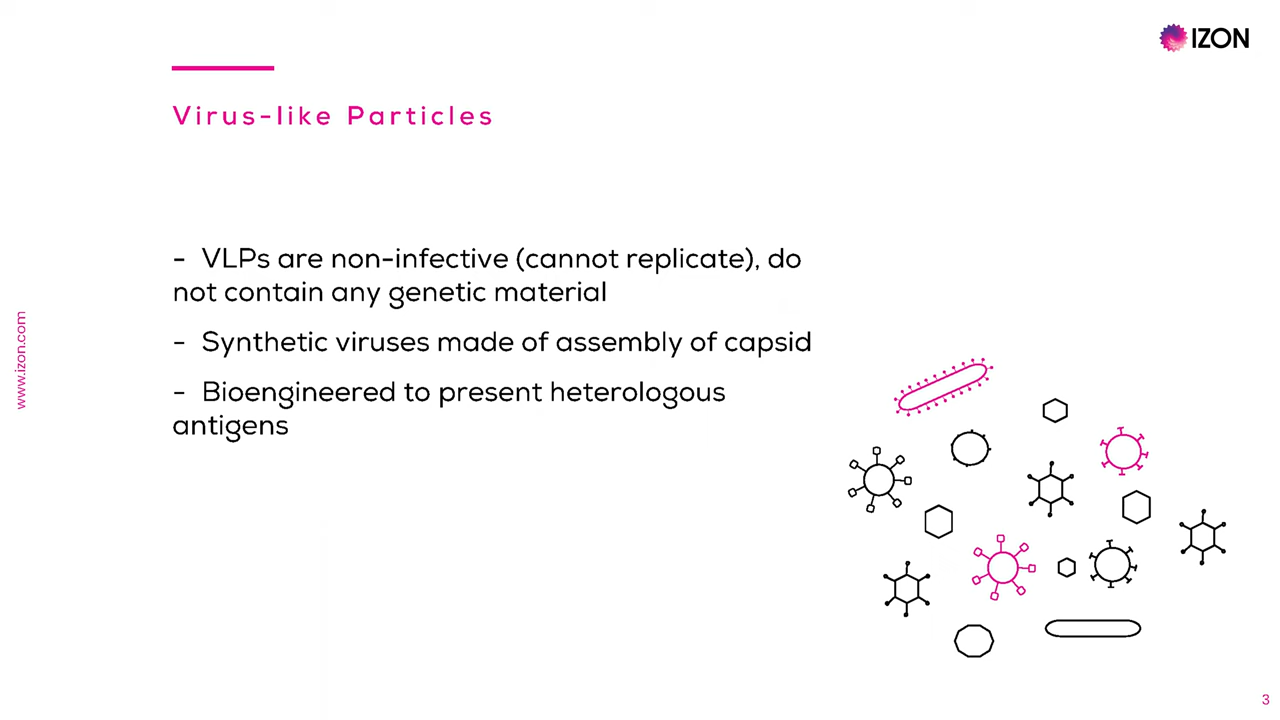 IZON
Virus-like Particles
- VLPs are non-infective (cannot replicate), do
not contain any genetic material
- Synthetic viruses made of assembly of capsid
- Bioengineered to present heterologous
antigens
www.izon.com
3